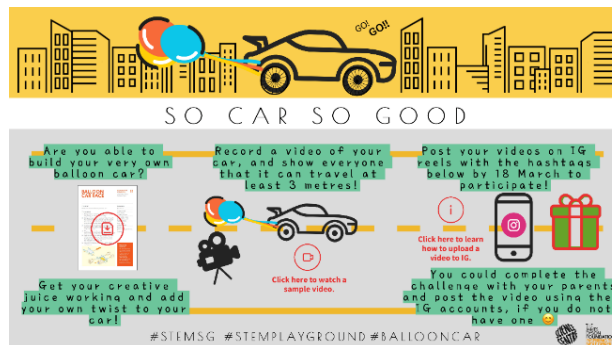 GO!
GO!!
SO CAR SO GOOD
Are you able to
build your very own
balloon car?
Record a video of your
car, and show everyone
that it can travel at
least 3 metres!
Post your videos on IG
reels with the hashtags
below by 18 March to
participate!
BALLOON
CAR RACE
Click here to watch a
sample video.
Click here to learn
how to upload a
video to IG.
Get your creative
juice working and add
your own twist to your
car!
You could complete the
challenge with your parents
and post the video using the
IG accounts, if you do not
have one 😊
#STEMSG #STEMPLAYGROUND #BALLOONCAR